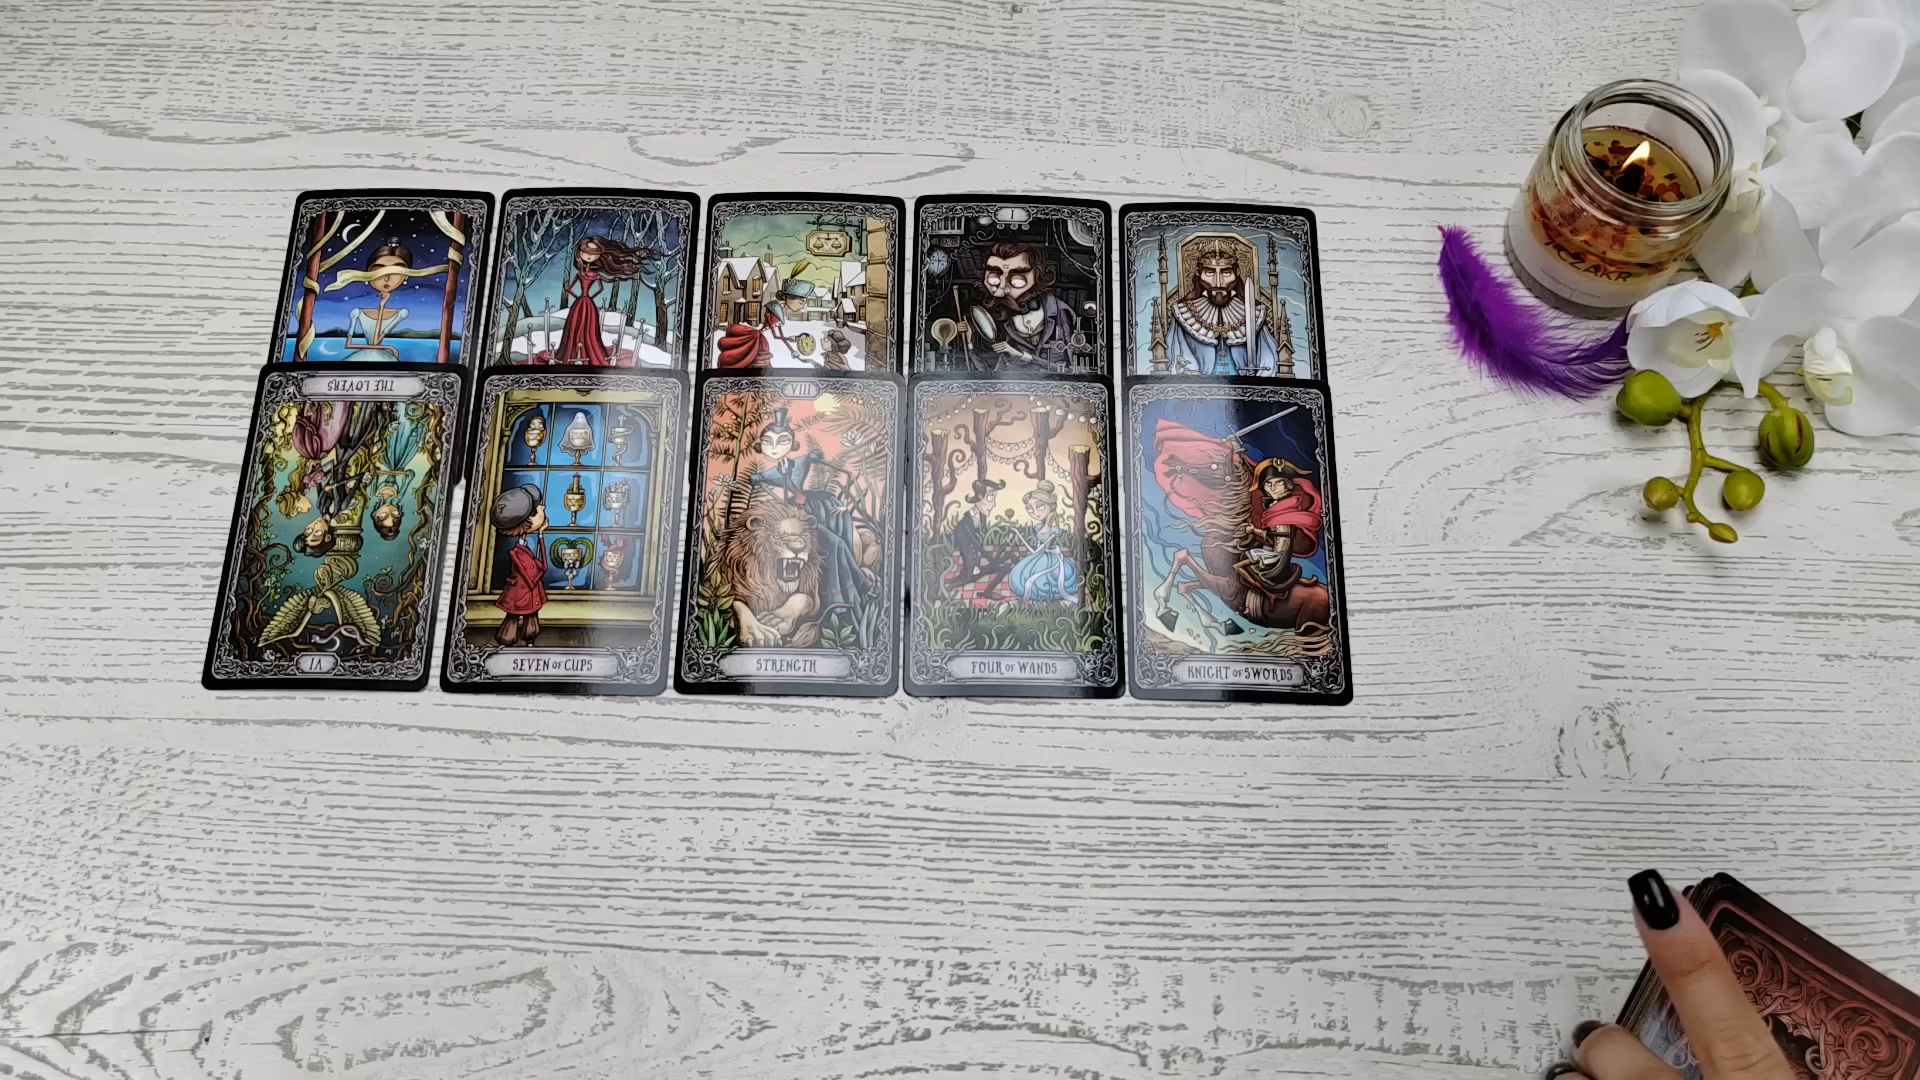 I
THE LOVERS
VI
SEVEN OF CUPS
VIII
STRENGTH
FOUR OF WANDS
KNIGHT OF SWORDS